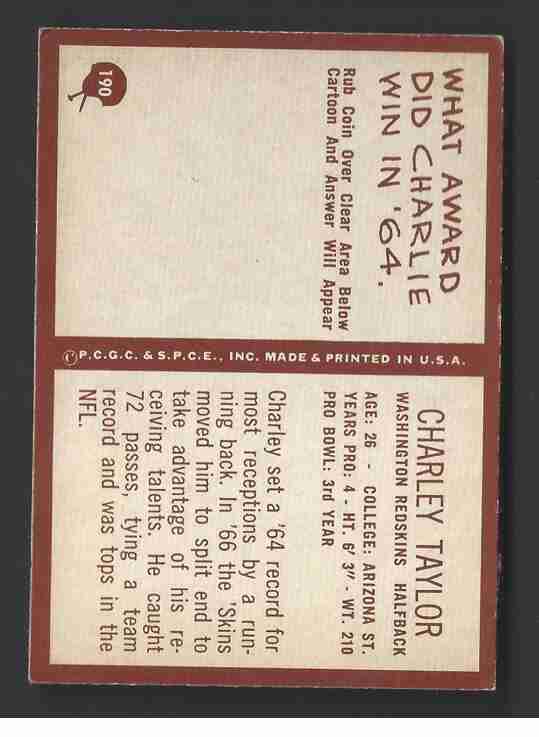 190
WHAT AWARD
DID CHARLIE
WIN IN '64.
Rub Coin Over Clear Area Below
Cartoon And Answer Will Appear
©P.C.G.C. & S.P.C.E., INC. MADE & PRINTED IN U.S.A.
CHARLEY TAYLOR
WASHINGTON REDSKINS HALFBACK
AGE: 26 - COLLEGE: ARIZONA ST.
YEARS PRO: 4 - HT. 6' 3" - WT. 210
PRO BOWL: 3rd YEAR
Charley set a '64 record for
most receptions by a run-
ning back. In '66 the 'Skins
moved him to split end to
take advantage of his re-
ceiving talents. He caught
72 passes, tying a team
record and was tops in the
NFL.